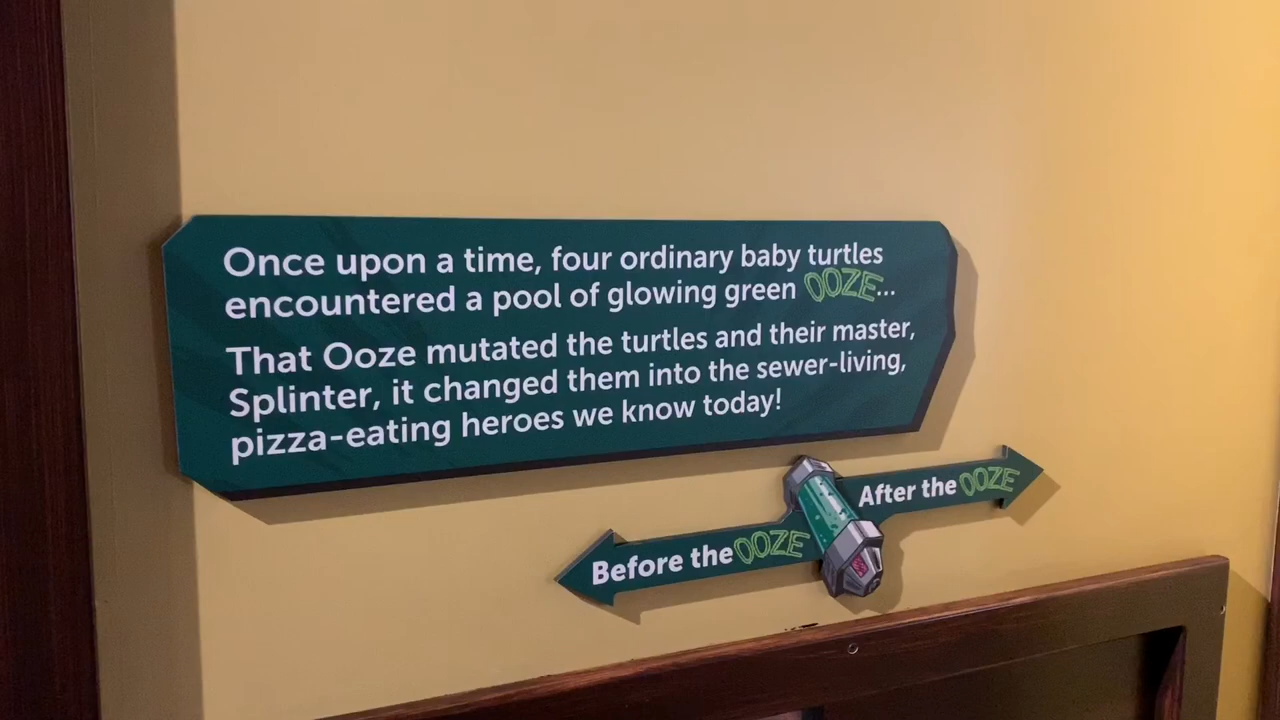 Once upon a time, four ordinary baby turtles
encountered a pool of glowing green OOZE...
That Ooze mutated the turtles and their master,
Splinter, it changed them into the sewer-living,
pizza-eating heroes we know today!
After the OOZE
Before the OOZE